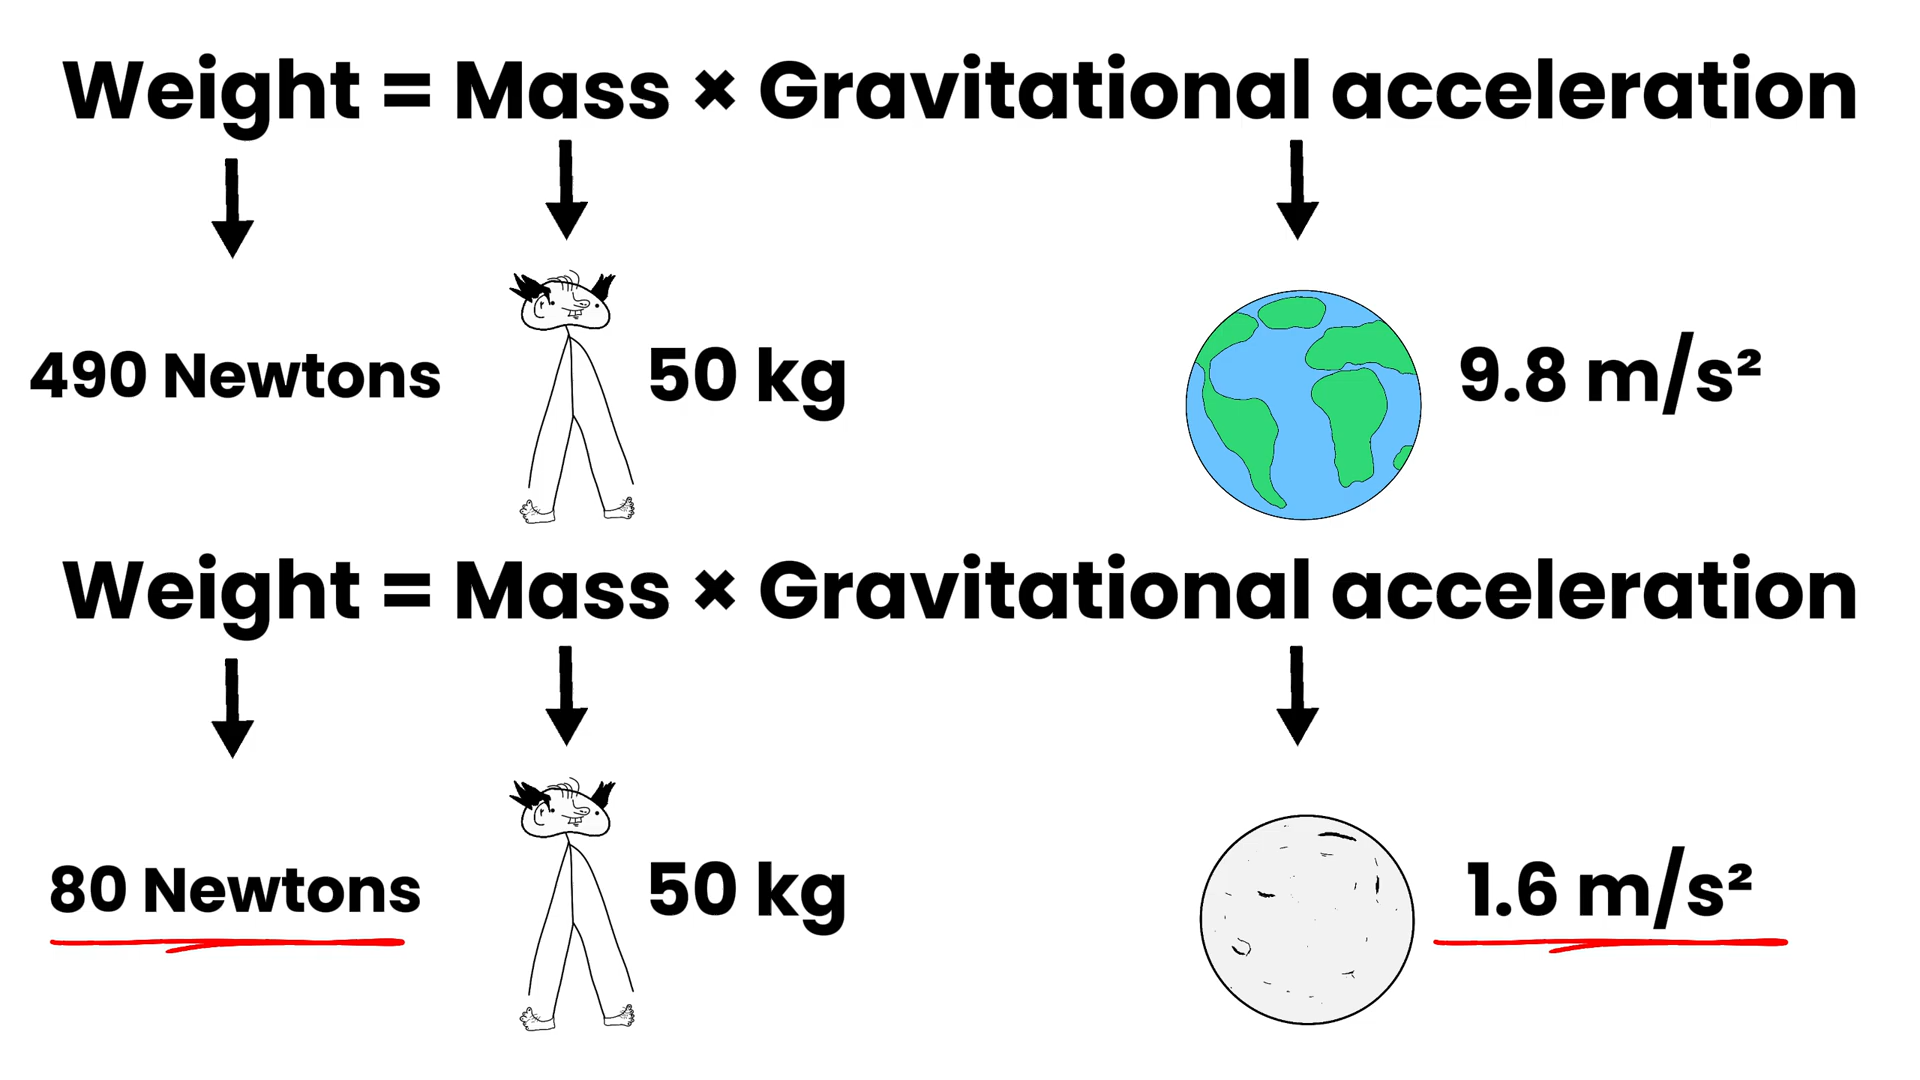 Weight = Mass × Gravitational acceleration
490 Newtons 50 kg 9.8 m/s²
Weight = Mass × Gravitational acceleration
80 Newtons 50 kg 1.6 m/s²